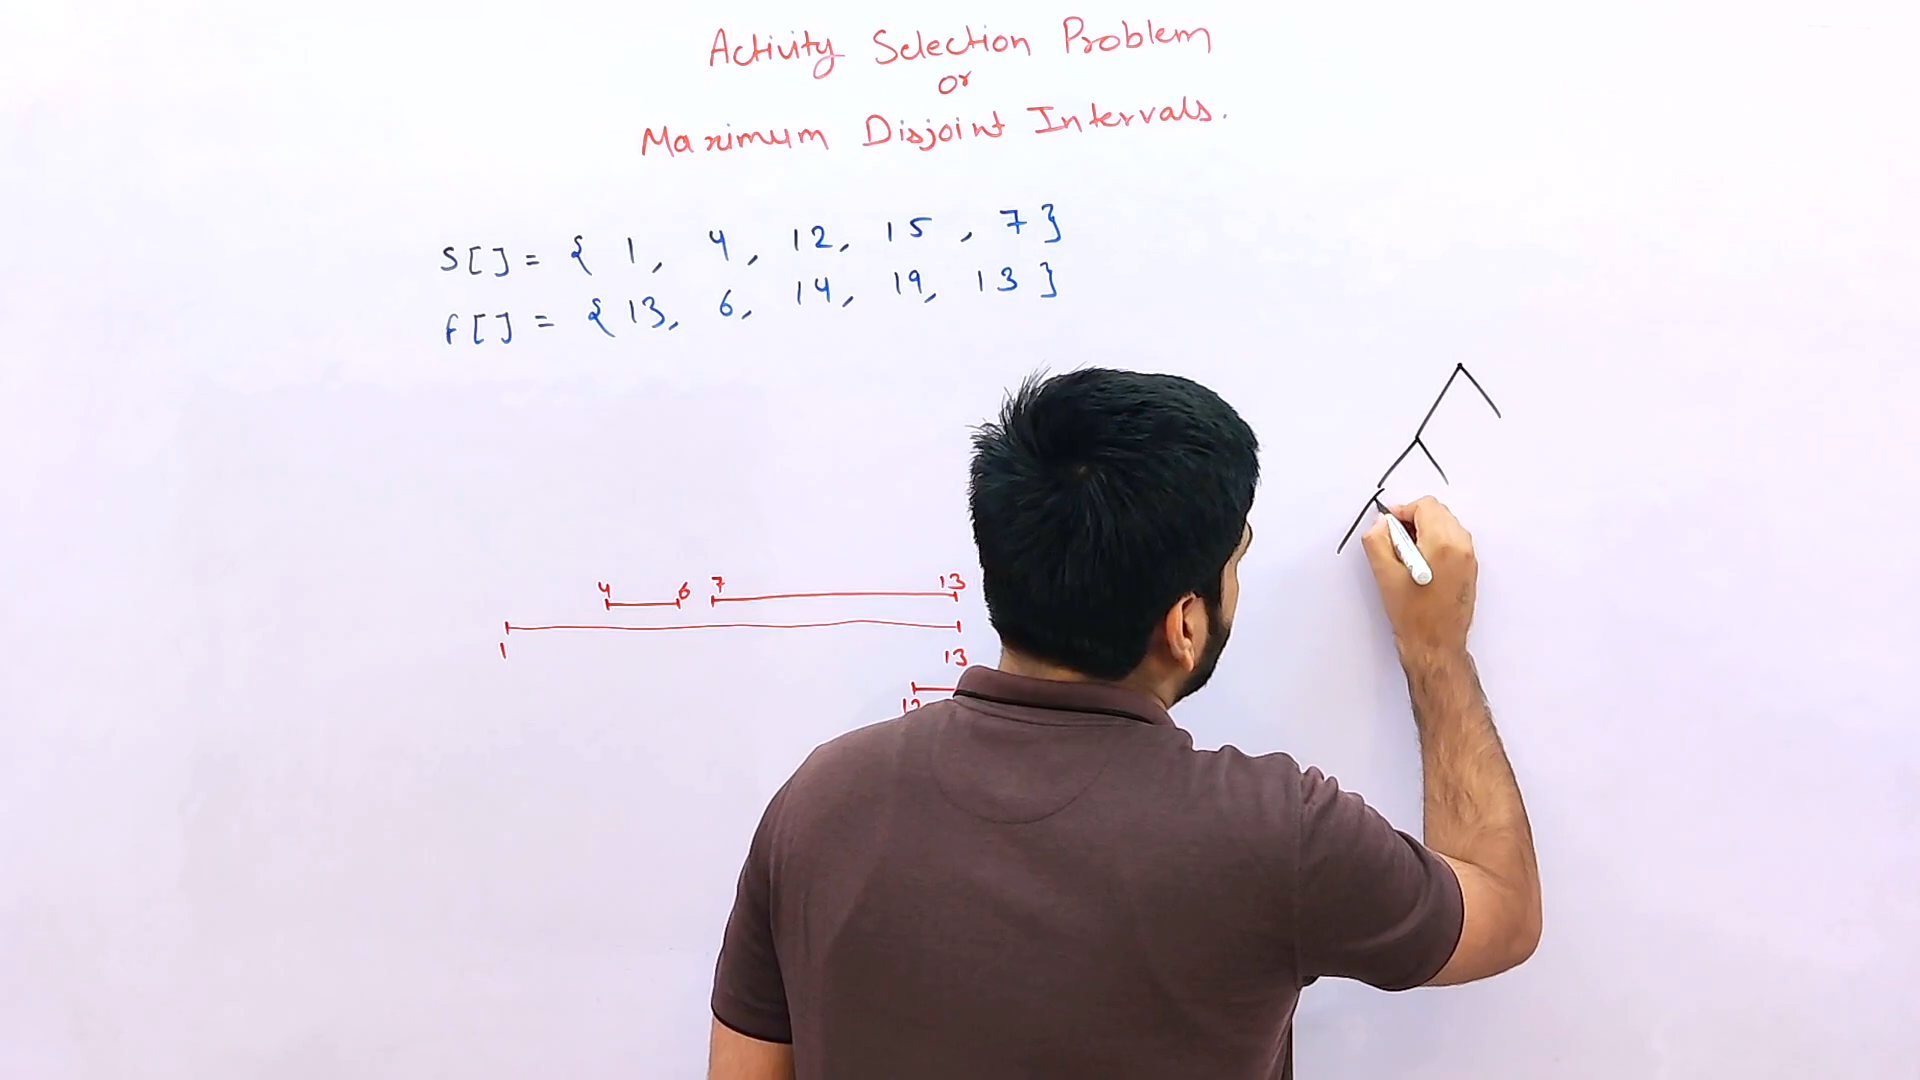 Activity Selection Problem
or
Maximum Disjoint Intervals.
S[] = { 1, 4, 12, 15, 7 }
f[] = { 13, 6, 14, 19, 13 }
4 6 7 13
1 13
12